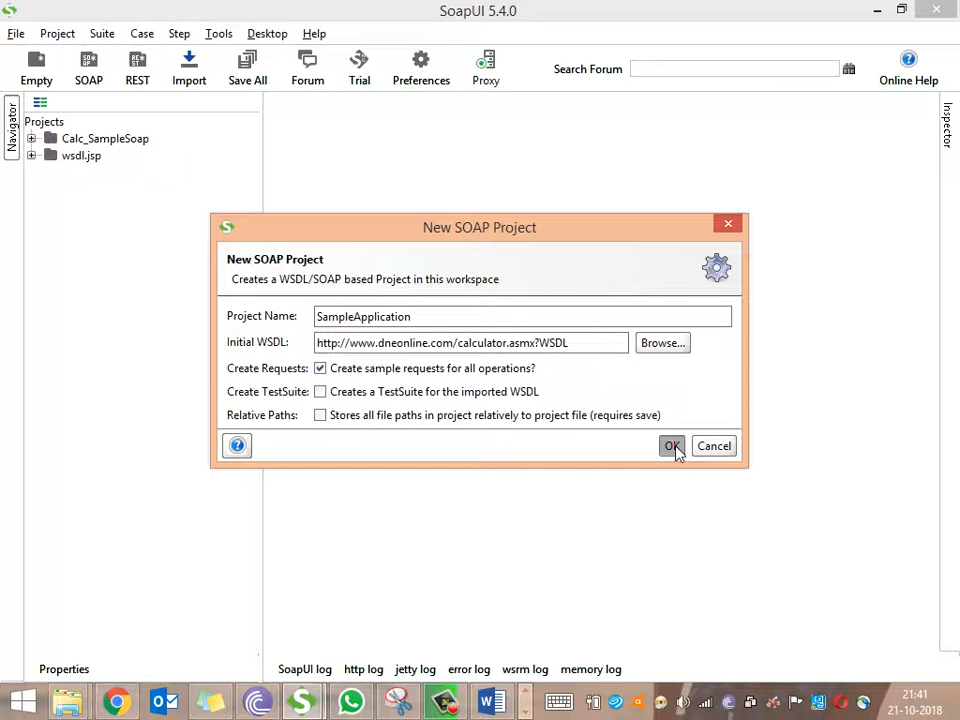 SoapUI 5.4.0
File Project Suite Case Step Tools Desktop Help
SO AP RE ST
Empty SOAP REST Import Save All Forum Trial Preferences Proxy Search Forum Online Help
Navigator
Projects
Calc_SampleSoap
wsdl.jsp
Inspector
New SOAP Project
New SOAP Project
Creates a WSDL/SOAP based Project in this workspace
Project Name: SampleApplication
Initial WSDL: http://www.dneonline.com/calculator.asmx?WSDL Browse...
Create Requests: Create sample requests for all operations?
Create TestSuite: Creates a TestSuite for the imported WSDL
Relative Paths: Stores all file paths in project relatively to project file (requires save)
OK Cancel
Properties SoapUI log http log jetty log error log wsrm log memory log
21:41
21-10-2018